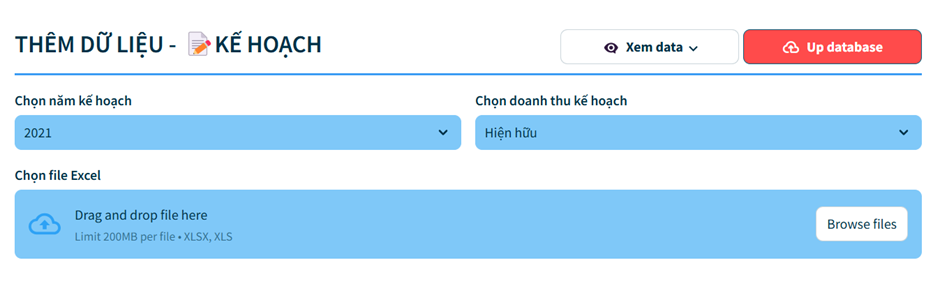 THÊM DỮ LIỆU - 📝KẾ HOẠCH
Xem data
Up database
Chọn năm kế hoạch
Chọn doanh thu kế hoạch
2021
Hiện hữu
Chọn file Excel
Drag and drop file here
Limit 200MB per file • XLSX, XLS
Browse files